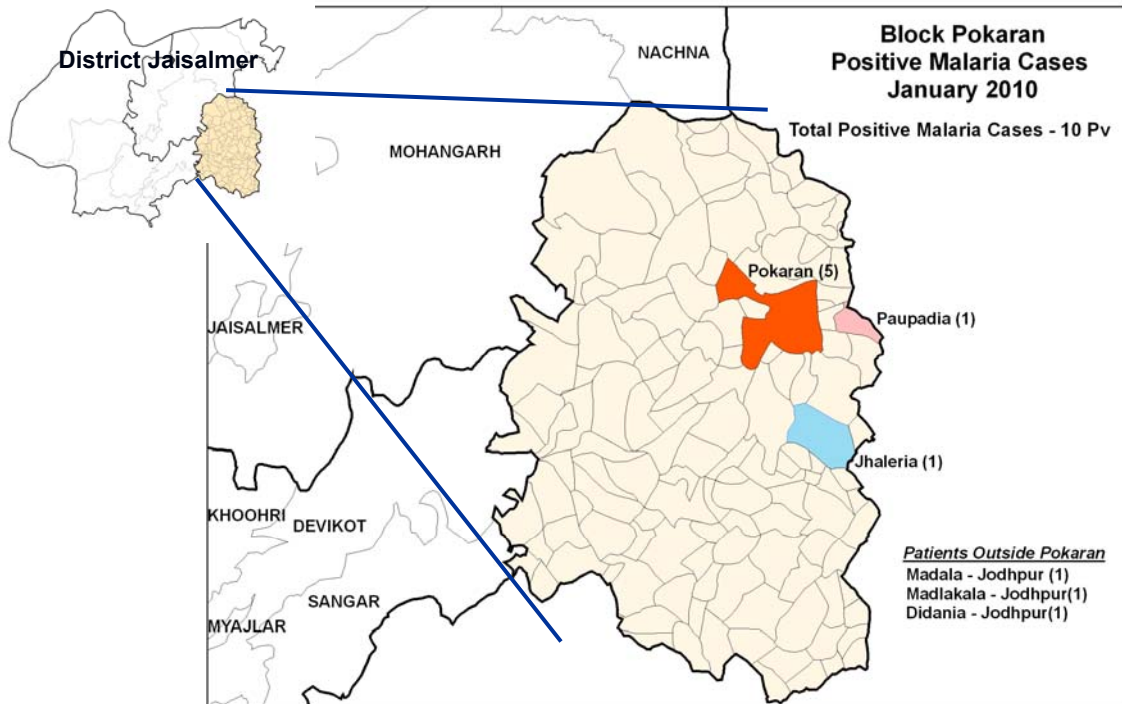 District Jaisalmer
Block Pokaran
Positive Malaria Cases
January 2010
Total Positive Malaria Cases - 10 Pv
NACHNA
MOHANGARH
Pokaran (5)
Paupadia (1)
JAISALMER
Jhaleria (1)
KHOOHRI
DEVIKOT
SANGAR
MYAJLAR
Patients Outside Pokaran
Madala - Jodhpur (1)
Madlakala - Jodhpur(1)
Didania - Jodhpur(1)